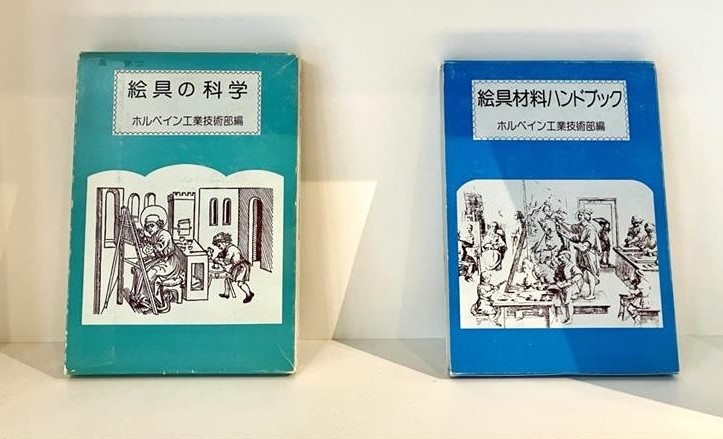 絵具の科学
ホルベイン工業技術部編
絵具材料ハンドブック
ホルベイン工業技術部編